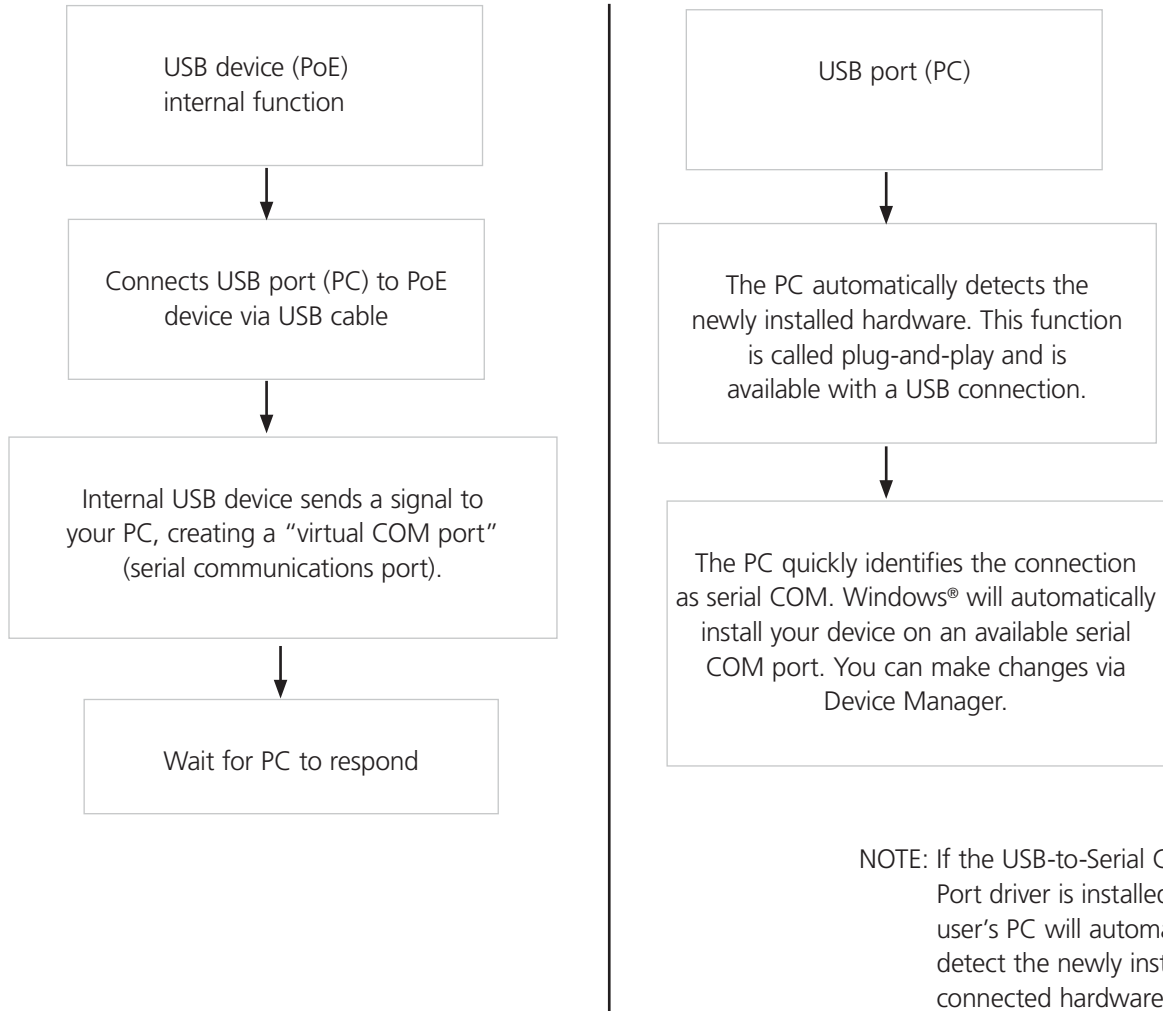 USB device (PoE)
internal function
Connects USB port (PC) to PoE
device via USB cable
Internal USB device sends a signal to
your PC, creating a “virtual COM port”
(serial communications port).
Wait for PC to respond
USB port (PC)
The PC automatically detects the
newly installed hardware. This function
is called plug-and-play and is
available with a USB connection.
The PC quickly identifies the connection
as serial COM. Windows® will automatically
install your device on an available serial
COM port. You can make changes via
Device Manager.
NOTE: If the USB-to-Serial
Port driver is installed
user’s PC will
detect the newly
connected hardware